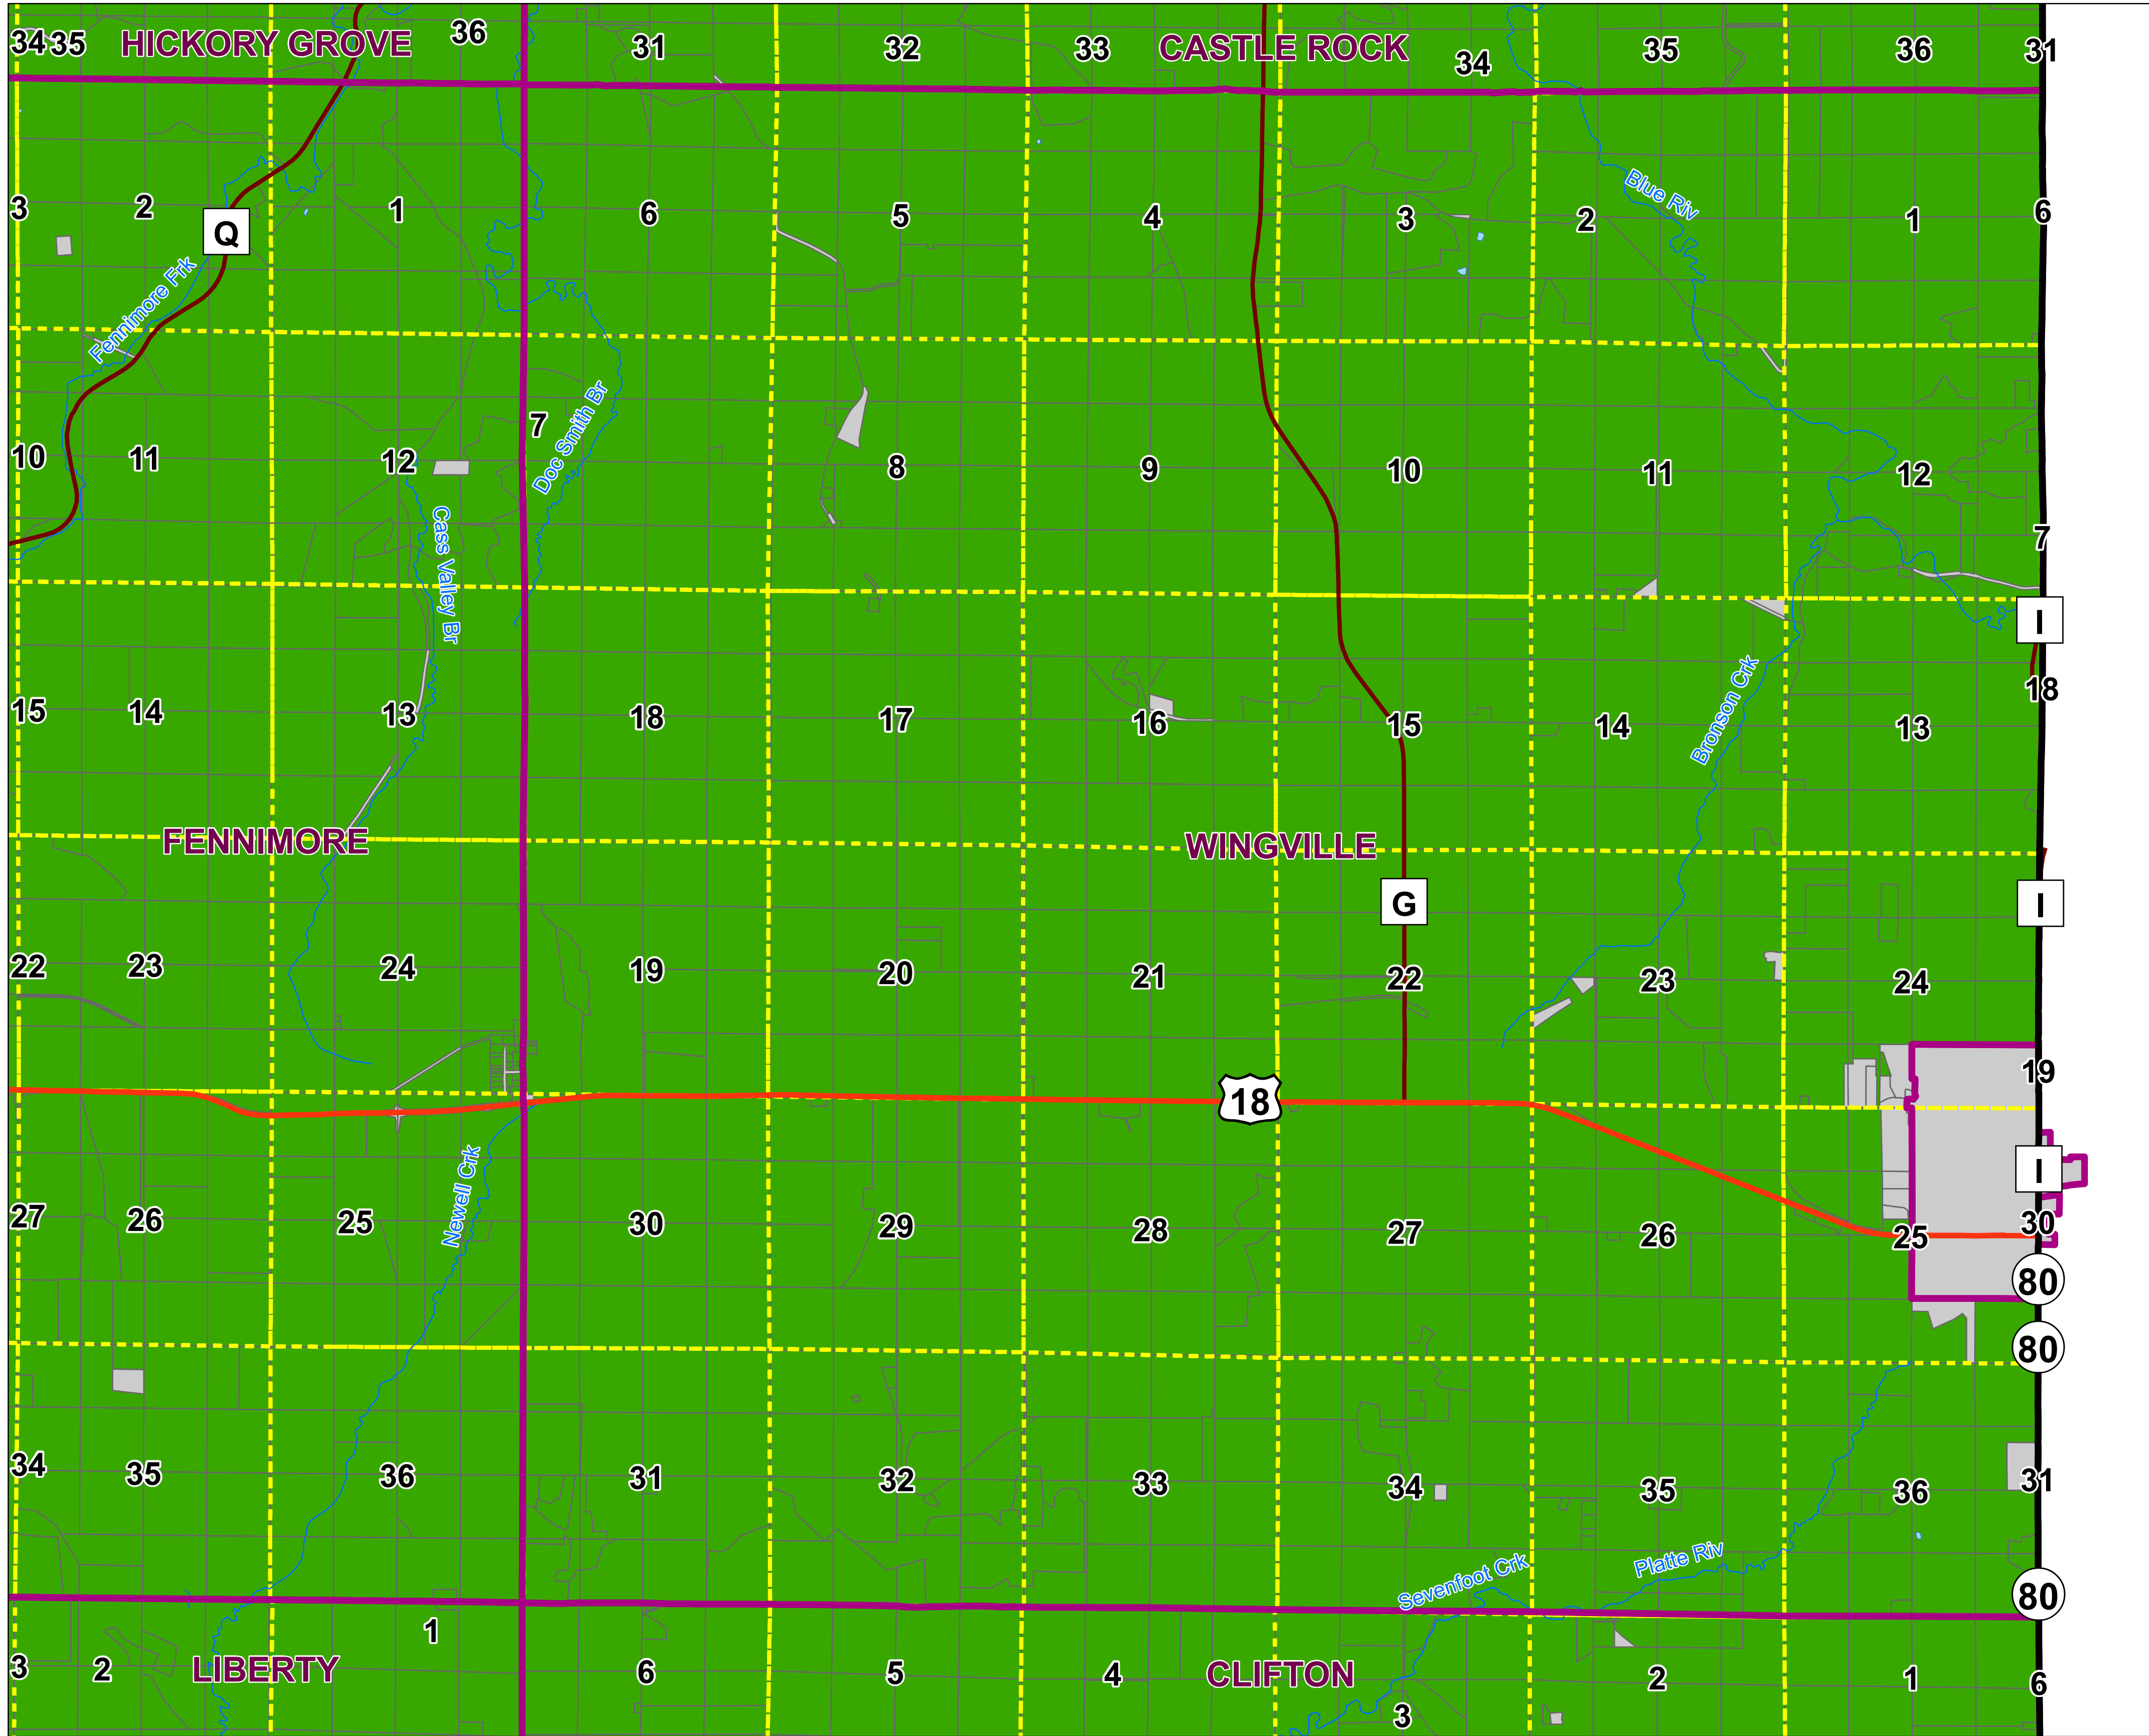 34 35 HICKORY GROVE 36 31 32 33 CASTLE ROCK 34 35 36 31
Blue Riv
3 2 1 6 5 4 3 2 1 6
Q
Fennimore Frk
Doc Smith Br
7
10 11 12 8 9 10 11 12
Cass Valley Br
7
I
Bronson Crk
18
15 14 13 18 17 16 15 14 13
FENNIMORE WINGVILLE
G I
22 23 24 19 20 21 22 23 24
19
18
Newell Crk
I
27 26 25 30 29 28 27 26 25 30
80
80
34 35 36 31 32 33 34 35 36 31
Sevenfoot Crk Platte Riv
80
1
3 2 LIBERTY 6 5 4 CLIFTON 2 1 6
3